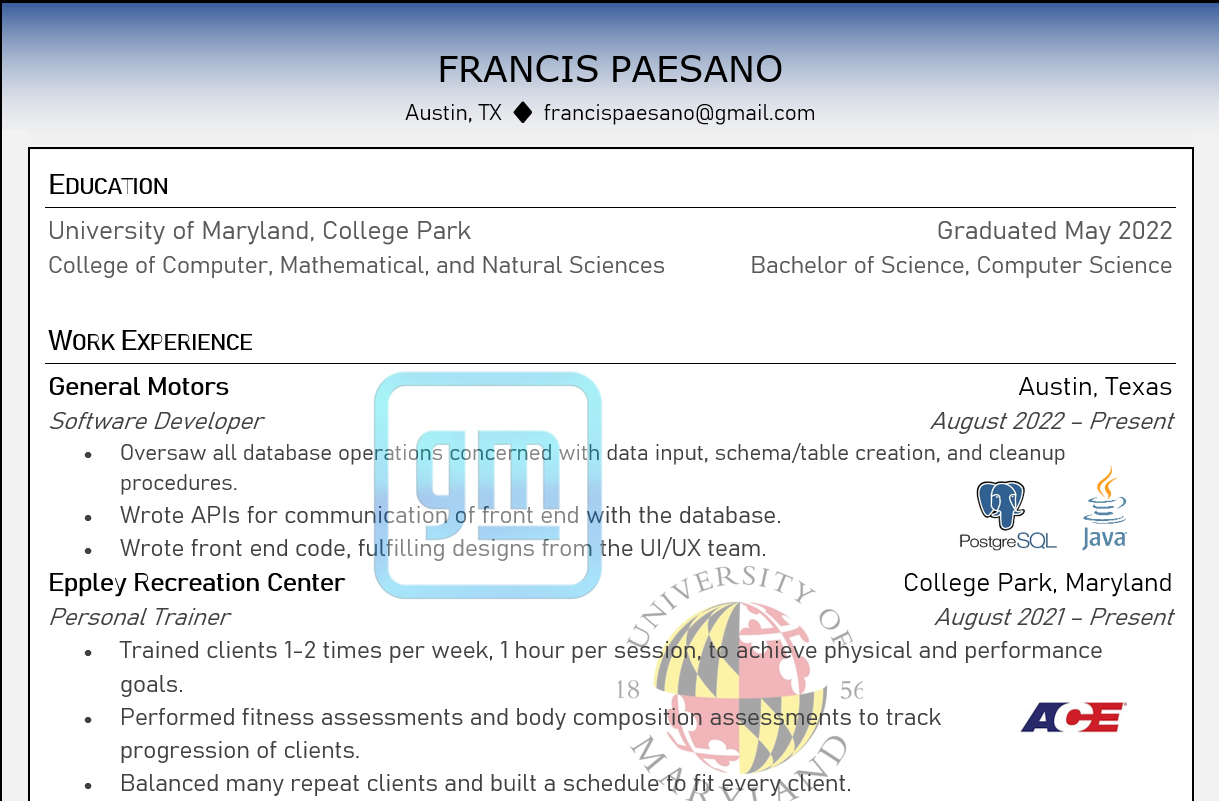 FRANCIS PAESANO
Austin, TX ♦ francispaesano@gmail.com
EDUCATION
University of Maryland, College Park Graduated May 2022
College of Computer, Mathematical, and Natural Sciences Bachelor of Science, Computer Science
WORK EXPERIENCE
General Motors Austin, Texas
Software Developer August 2022 – Present
• Oversaw all database operations concerned with data input, schema/table creation, and cleanup
procedures.
• Wrote APIs for communication of front end with the database.
• Wrote front end code, fulfilling designs from the UI/UX team.
gm
PostgreSQL
Java
Eppley Recreation Center College Park, Maryland
Personal Trainer August 2021 – Present
• Trained clients 1-2 times per week, 1 hour per session, to achieve physical and performance
goals.
• Performed fitness assessments and body composition assessments to track
progression of clients.
• Balanced many repeat clients and built a schedule to fit every client.
UNIVERSITY OF
18 56
MARYLAND
ACE